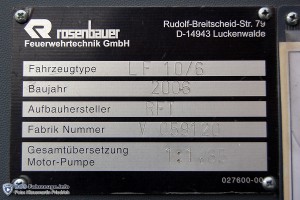 rosenbauer
Feuerwehrtechnik GmbH
Rudolf-Breitscheid-Str. 79
D-14943 Luckenwalde
Fahrzeugtype LF 10/6
Baujahr 2006
Aufbauhersteller RFT
Fabrik Nummer
Gesamtübersetzung
Motor-Pumpe
027600-00